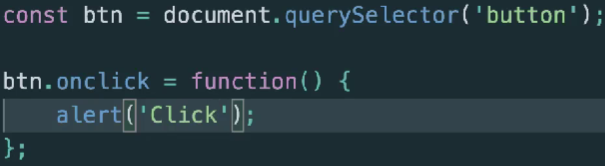 const btn = document.querySelector('button');
btn.onclick = function() {
    alert('Click');
};